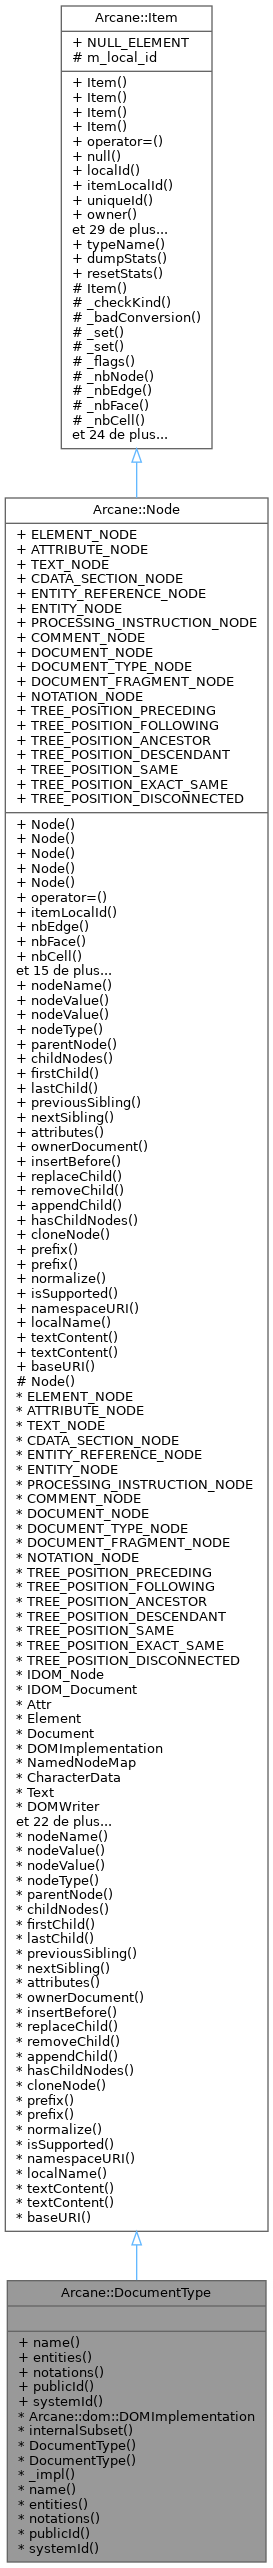 Arcane::Item
+ NULL_ELEMENT
# m_local_id
+ Item()
+ Item()
+ Item()
+ Item()
+ operator=()
+ null()
+ localId()
+ itemLocalId()
+ uniqueId()
+ owner()
et 29 de plus...
+ typeName()
+ dumpStats()
+ resetStats()
# Item()
# _checkKind()
# _badConversion()
# _set()
# _set()
# _flags()
# _nbNode()
# _nbEdge()
# _nbFace()
# _nbCell()
et 24 de plus...
Arcane::Node
+ ELEMENT_NODE
+ ATTRIBUTE_NODE
+ TEXT_NODE
+ CDATA_SECTION_NODE
+ ENTITY_REFERENCE_NODE
+ ENTITY_NODE
+ PROCESSING_INSTRUCTION_NODE
+ COMMENT_NODE
+ DOCUMENT_NODE
+ DOCUMENT_TYPE_NODE
+ DOCUMENT_FRAGMENT_NODE
+ NOTATION_NODE
+ TREE_POSITION_PRECEDING
+ TREE_POSITION_FOLLOWING
+ TREE_POSITION_ANCESTOR
+ TREE_POSITION_DESCENDANT
+ TREE_POSITION_SAME
+ TREE_POSITION_EXACT_SAME
+ TREE_POSITION_DISCONNECTED
+ Node()
+ Node()
+ Node()
+ Node()
+ Node()
+ operator=()
+ itemLocalId()
+ nbEdge()
+ nbFace()
+ nbCell()
et 15 de plus...
+ nodeName()
+ nodeValue()
+ nodeValue()
+ nodeType()
+ parentNode()
+ childNodes()
+ firstChild()
+ lastChild()
+ previousSibling()
+ nextSibling()
+ attributes()
+ ownerDocument()
+ insertBefore()
+ replaceChild()
+ removeChild()
+ appendChild()
+ hasChildNodes()
+ cloneNode()
+ prefix()
+ prefix()
+ normalize()
+ isSupported()
+ namespaceURI()
+ localName()
+ textContent()
+ textContent()
+ baseURI()
# Node()
* ELEMENT_NODE
* ATTRIBUTE_NODE
* TEXT_NODE
* CDATA_SECTION_NODE
* ENTITY_REFERENCE_NODE
* ENTITY_NODE
* PROCESSING_INSTRUCTION_NODE
* COMMENT_NODE
* DOCUMENT_NODE
* DOCUMENT_TYPE_NODE
* DOCUMENT_FRAGMENT_NODE
* NOTATION_NODE
* TREE_POSITION_PRECEDING
* TREE_POSITION_FOLLOWING
* TREE_POSITION_ANCESTOR
* TREE_POSITION_DESCENDANT
* TREE_POSITION_SAME
* TREE_POSITION_EXACT_SAME
* TREE_POSITION_DISCONNECTED
* IDOM_Node
* IDOM_Document
* Attr
* Element
* Document
* DOMImplementation
* NamedNodeMap
* CharacterData
* Text
* DOMWriter
et 22 de plus...
* nodeName()
* nodeValue()
* nodeValue()
* nodeType()
* parentNode()
* childNodes()
* firstChild()
* lastChild()
* previousSibling()
* nextSibling()
* attributes()
* ownerDocument()
* insertBefore()
* replaceChild()
* removeChild()
* appendChild()
* hasChildNodes()
* cloneNode()
* prefix()
* prefix()
* normalize()
* isSupported()
* namespaceURI()
* localName()
* textContent()
* textContent()
* baseURI()
Arcane::DocumentType
+ name()
+ entities()
+ notations()
+ publicId()
+ systemId()
* Arcane::dom::DOMImplementation
* internalSubset()
* DocumentType()
* DocumentType()
* _impl()
* name()
* entities()
* notations()
* publicId()
* systemId()